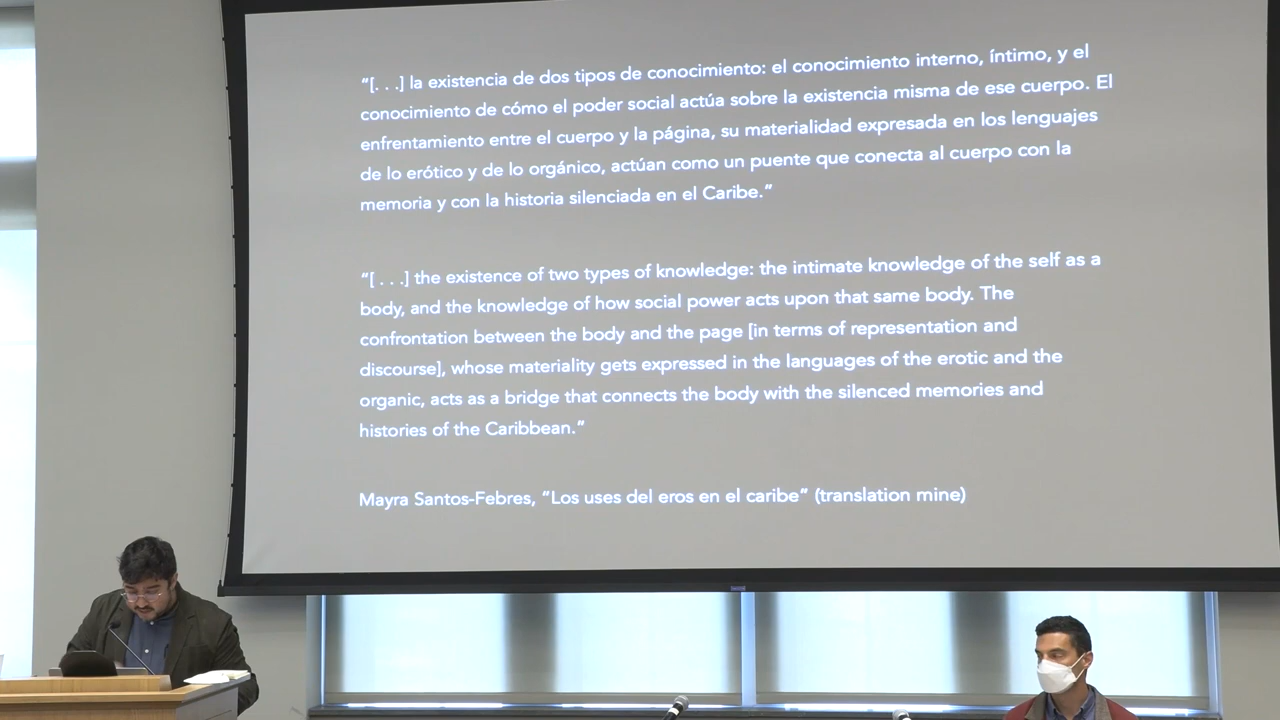 “[. . .] la existencia de dos tipos de conocimiento: el conocimiento interno, íntimo, y el
conocimiento de cómo el poder social actúa sobre la existencia misma de ese cuerpo. El
enfrentamiento entre el cuerpo y la página, su materialidad expresada en los lenguajes
de lo erótico y de lo orgánico, actúan como un puente que conecta al cuerpo con la
memoria y con la historia silenciada en el Caribe.”
“[ . . .] the existence of two types of knowledge: the intimate knowledge of the self as a
body, and the knowledge of how social power acts upon that same body. The
confrontation between the body and the page [in terms of representation and
discourse], whose materiality gets expressed in the languages of the erotic and the
organic, acts as a bridge that connects the body with the silenced memories and
histories of the Caribbean.”
Mayra Santos-Febres, “Los uses del eros en el caribe” (translation mine)